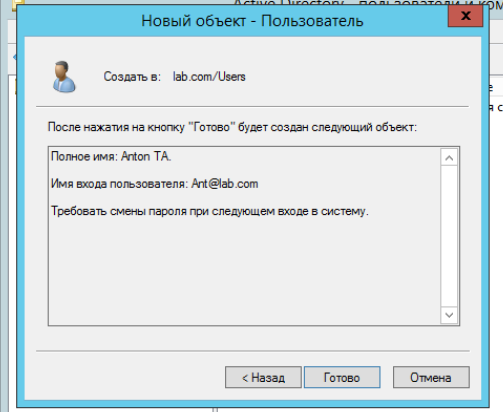 Active Directory - пользователи и ком
Новый объект - Пользователь
x
Создать в: lab.com/Users
После нажатия на кнопку "Готово" будет создан следующий объект:
Полное имя: Anton TA.
Имя входа пользователя: Ant@lab.com
Требовать смены пароля при следующем входе в систему.
< Назад
Готово
Отмена